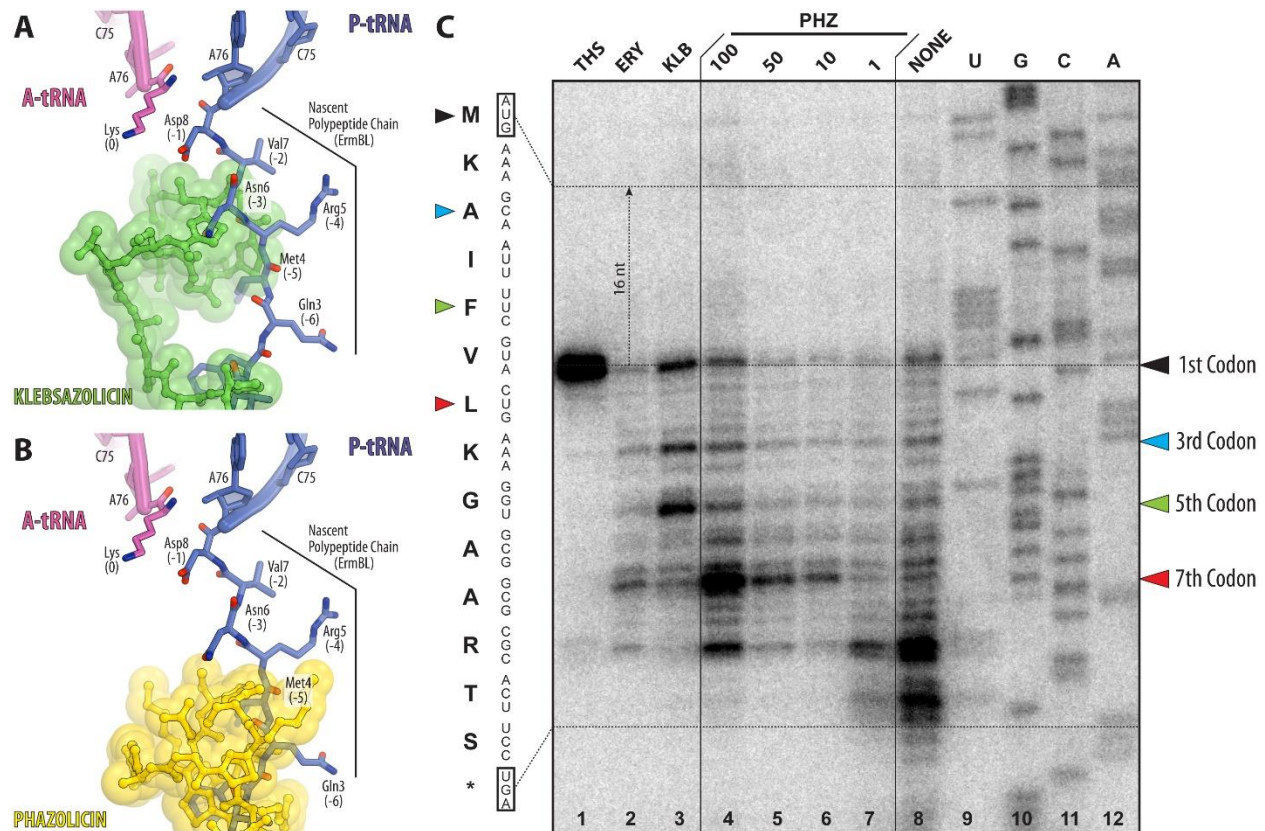 A
C75
A76
A-tRNA
Lys
(0)
A76
P-tRNA
C75
Asp8
(-1)
Nascent
Polypeptide Chain
(ErmBL)
Val7
(-2)
Asn6
(-3)
Arg5
(-4)
Met4
(-5)
Gln3
(-6)
KLEBSAZOLICIN
B
C75
A76
A-tRNA
Lys
(0)
P-tRNA
A76
C75
Asp8
(-1)
Nascent
Polypeptide Chain
(ErmBL)
Val7
(-2)
Asn6
(-3)
Arg5
(-4)
Met4
(-5)
Gln3
(-6)
PHAZOLICIN
C
PHZ
THS ERY KLB 100 50 10 1 NONE U G C A
M AUG
K AAA
A GCA
I AUU
F UUC
V GUA
L CUG
K AAA
G GGU
A GCG
A GCG
R CGC
T ACU
S UCC
* UGA
16 nt
1st Codon
3rd Codon
5th Codon
7th Codon
1 2 3 4 5 6 7 8 9 10 11 12